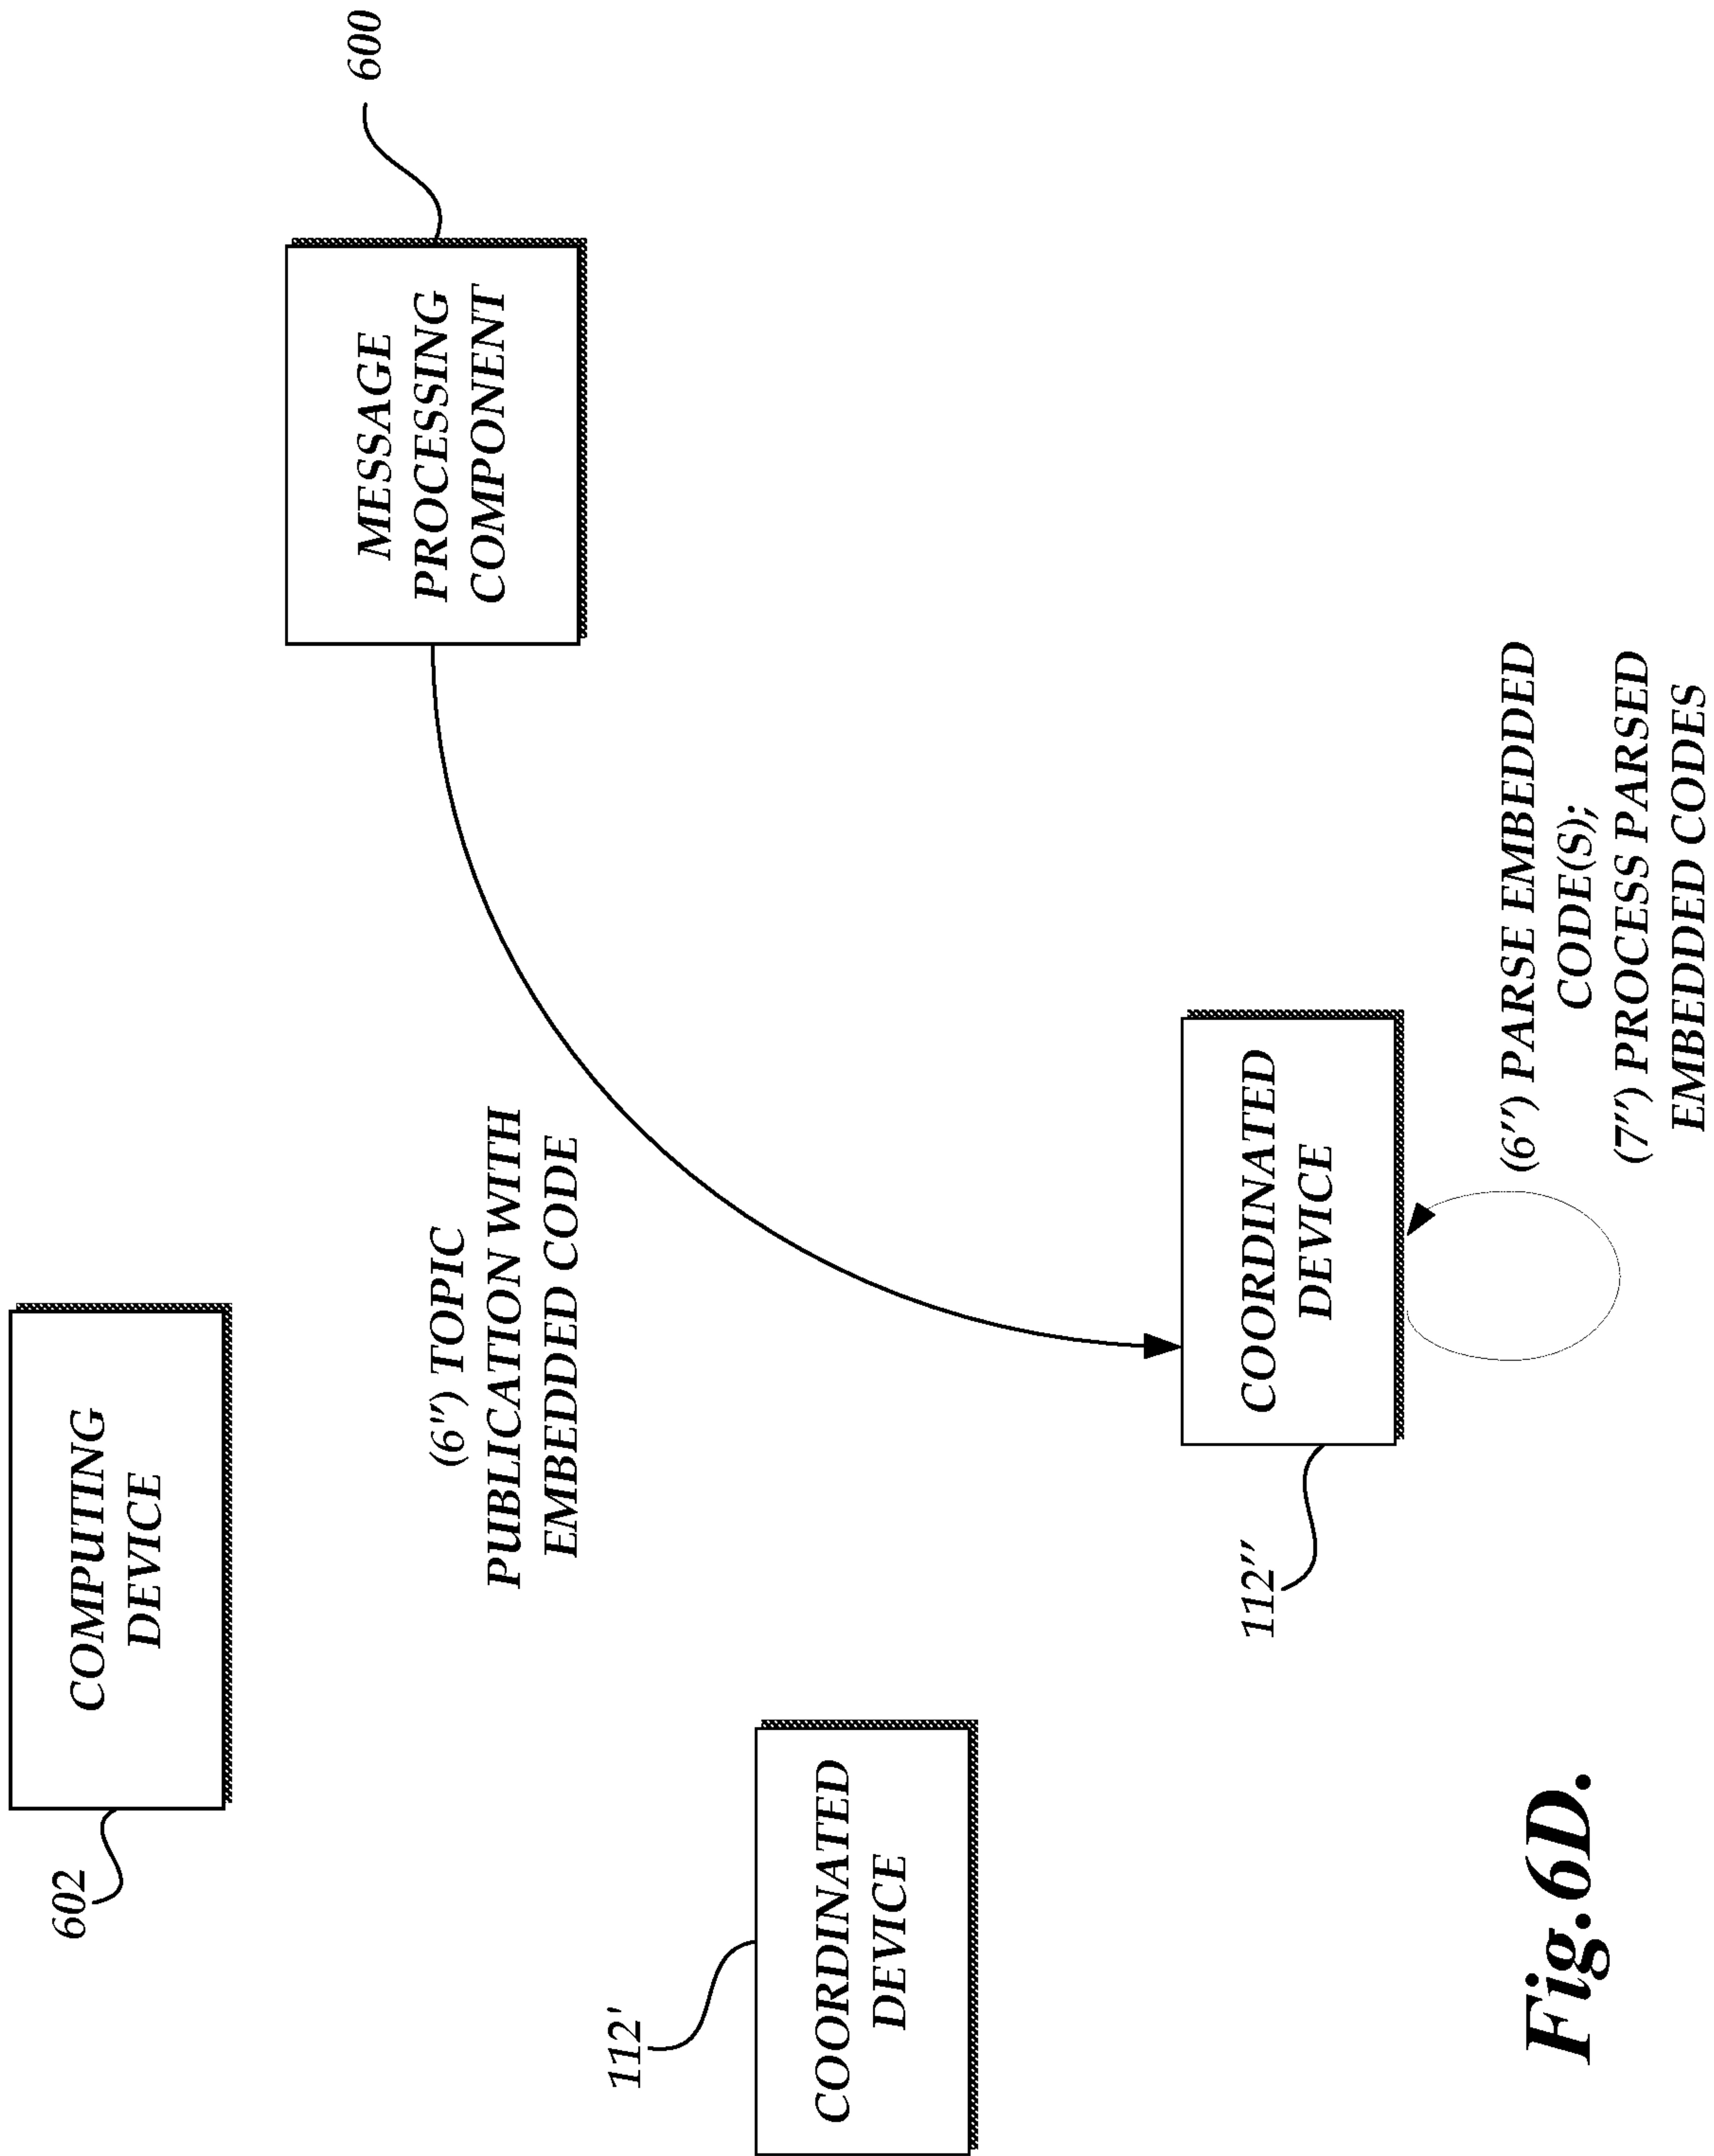 602
COMPUTING
DEVICE
600
MESSAGE
PROCESSING
COMPONENT
(6") TOPIC
PUBLICATION WITH
EMBEDDED CODE
112'
COORDINATED
DEVICE
112''
COORDINATED
DEVICE
(6'') PARSE EMBEDDED
CODE(S);
(7'') PROCESS PARSED
EMBEDDED CODES
Fig.6D.